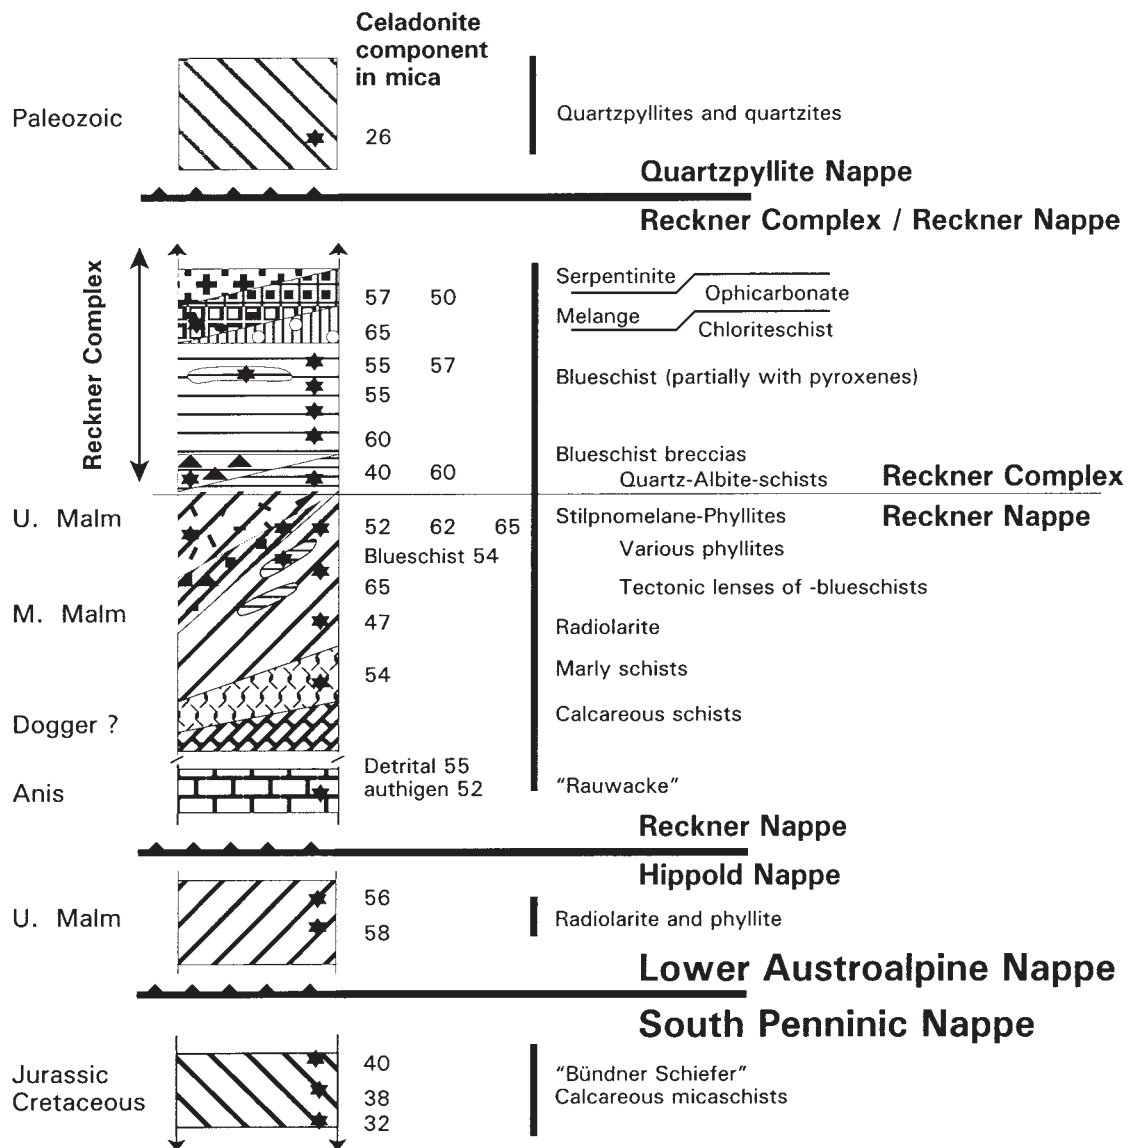 Celadonite
component
in mica
Paleozoic
26
Quartzpyllites and quartzites
Quartzpyllite Nappe
Reckner Complex / Reckner Nappe
Reckner Complex
57 50
65
55 57
55
60
40 60
Serpentinite
Ophicarbonate
Melange
Chloriteschist
Blueschist (partially with pyroxenes)
Blueschist breccias
Quartz-Albite-schists
Reckner Complex
Reckner Nappe
U. Malm
52 62 65
Stilpnomelane-Phyllites
Blueschist 54
Various phyllites
65
Tectonic lenses of -blueschists
M. Malm
47
Radiolarite
54
Marly schists
Dogger ?
Calcareous schists
Detrital 55
authigen 52
Anis
"Rauwacke"
Reckner Nappe
Hippold Nappe
56
U. Malm
58
Radiolarite and phyllite
Lower Austroalpine Nappe
South Penninic Nappe
Jurassic
Cretaceous
40
38
32
"Bündner Schiefer"
Calcareous micaschists